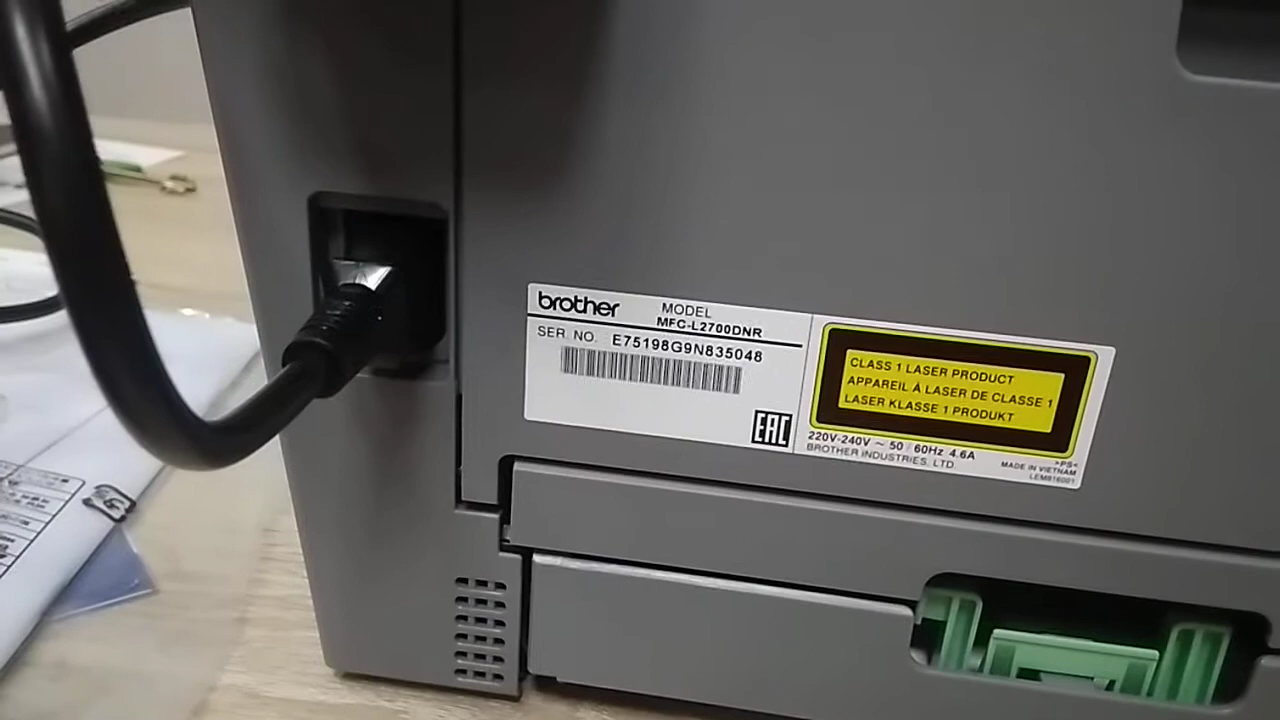 brother
MODEL
MFC-L2700DNR
SER. NO. E75198G9N835048
EAC
CLASS 1 LASER PRODUCT
APPAREIL À LASER DE CLASSE 1
LASER KLASSE 1 PRODUKT
220V-240V ~ 50 / 60Hz 4.6A
BROTHER INDUSTRIES, LTD.
>PS<
MADE IN VIETNAM
LEM816001